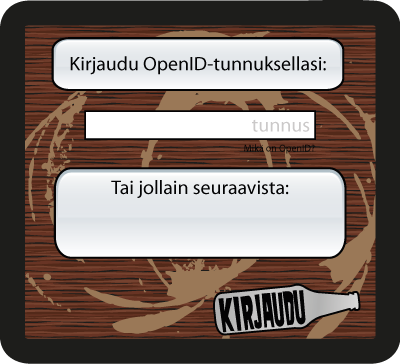 Kirjaudu OpenID-tunnuksellasi:
tunnus
Mikä on OpenID?
Tai jollain seuraavista:
KIRJAUDU